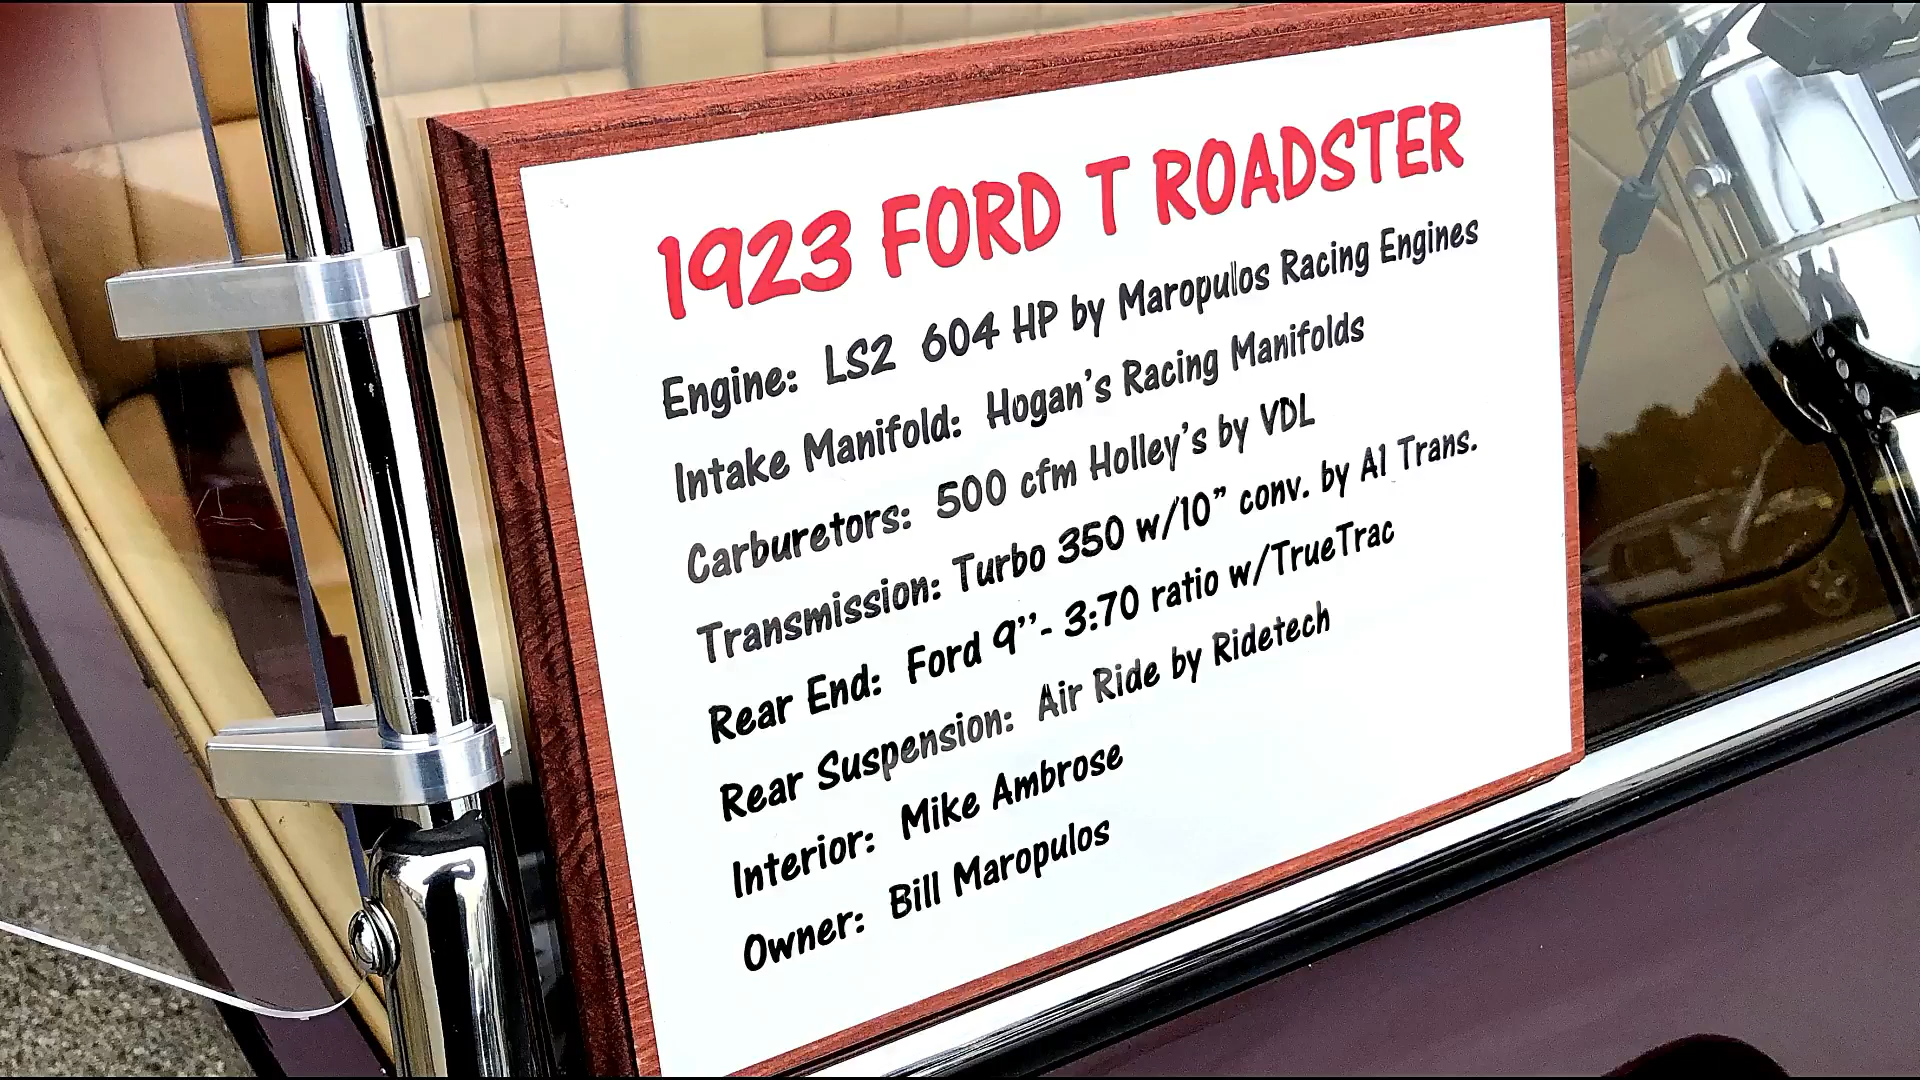 1923 FORD T ROADSTER
Engine: LS2 604 HP by Maropulos Racing Engines
Intake Manifold: Hogan's Racing Manifolds
Carburetors: 500 cfm Holley's by VDL
Transmission: Turbo 350 w/10" conv. by A1 Trans.
Rear End: Ford 9''- 3:70 ratio w/TrueTrac
Rear Suspension: Air Ride by Ridetech
Interior: Mike Ambrose
Owner: Bill Maropulos